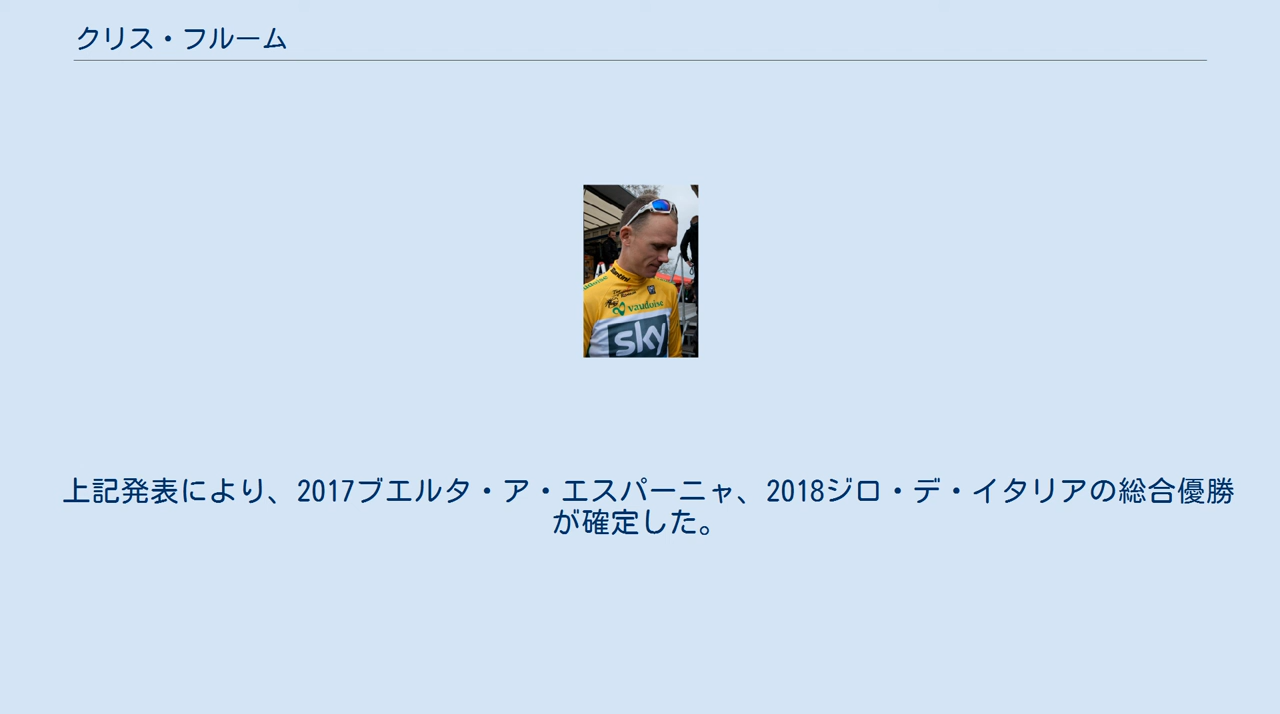 クリス・フルーム
vaudoise
sky
上記発表により、2017ブエルタ・ア・エスパーニャ、2018ジロ・デ・イタリアの総合優勝
が確定した。